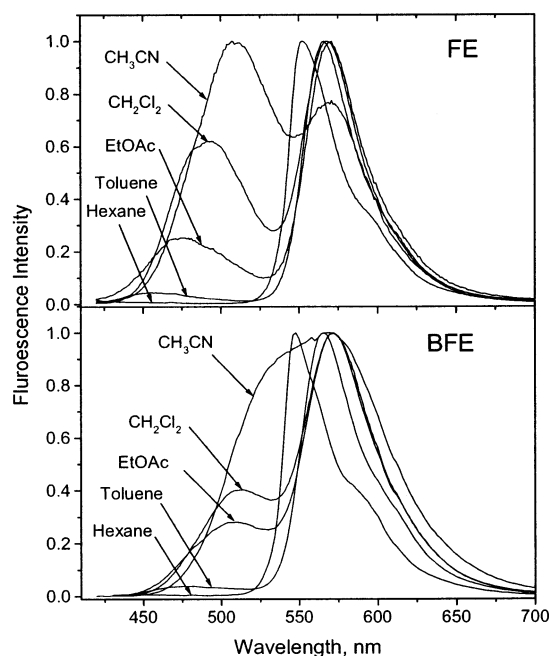 FE
1.0
0.8
0.6
0.4
0.2
0.0
CH3CN
CH2Cl2
EtOAc
Toluene
Hexane
BFE
1.0
0.8
0.6
0.4
0.2
0.0
CH3CN
CH2Cl2
EtOAc
Toluene
Hexane
450 500 550 600 650 700
Wavelength, nm
Fluroescence Intensity